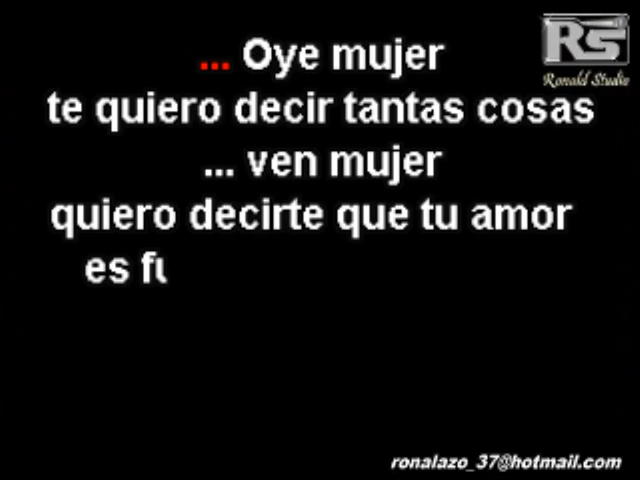 ... Oye mujer
te quiero decir tantas cosas
... ven mujer
quiero decirte que tu amor
es
RS
Ronald Studio
ronalazo_37@hotmail.com